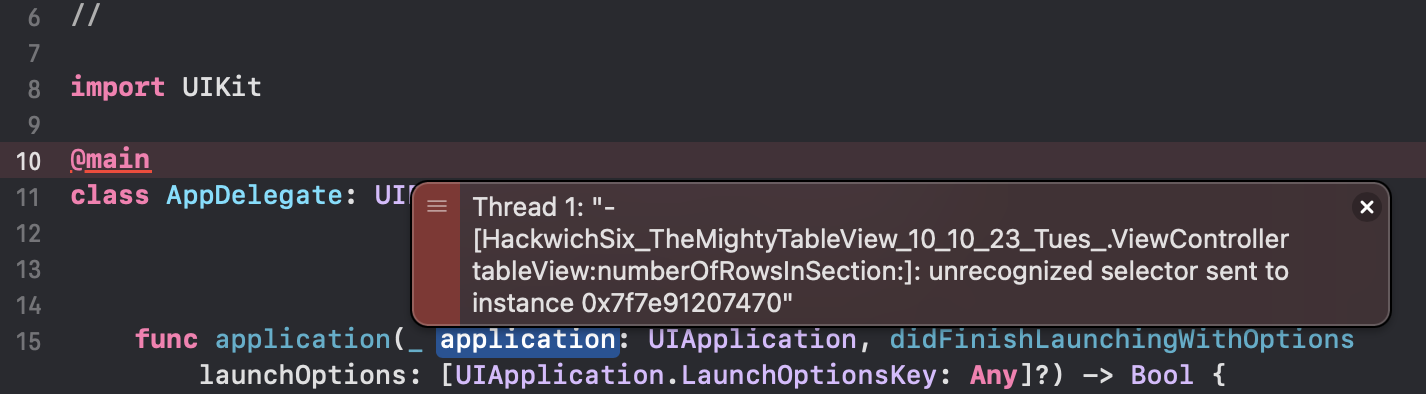 6 //
7
8 import UIKit
9
10 @main
11 class AppDelegate: UI
Thread 1: "-
[HackwichSix_TheMightyTableView_10_10_23_Tues_.ViewController
tableView:numberOfRowsInSection:]: unrecognized selector sent to
instance 0x7f7e91207470"
12
13
14
15 func application(_ application: UIApplication, didFinishLaunchingWithOptions
launchOptions: [UIApplication.LaunchOptionsKey: Any]?) -> Bool {